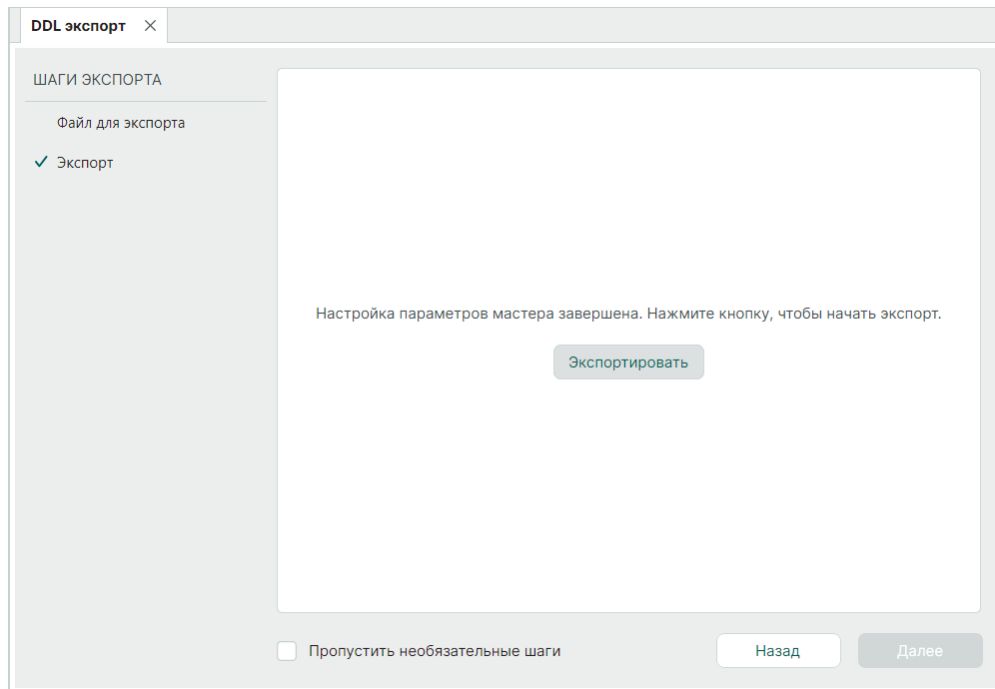 DDL экспорт
ШАГИ ЭКСПОРТА
Файл для экспорта
Экспорт
Настройка параметров мастера завершена. Нажмите кнопку, чтобы начать экспорт.
Экспортировать
Пропустить необязательные шаги
Назад
Далее